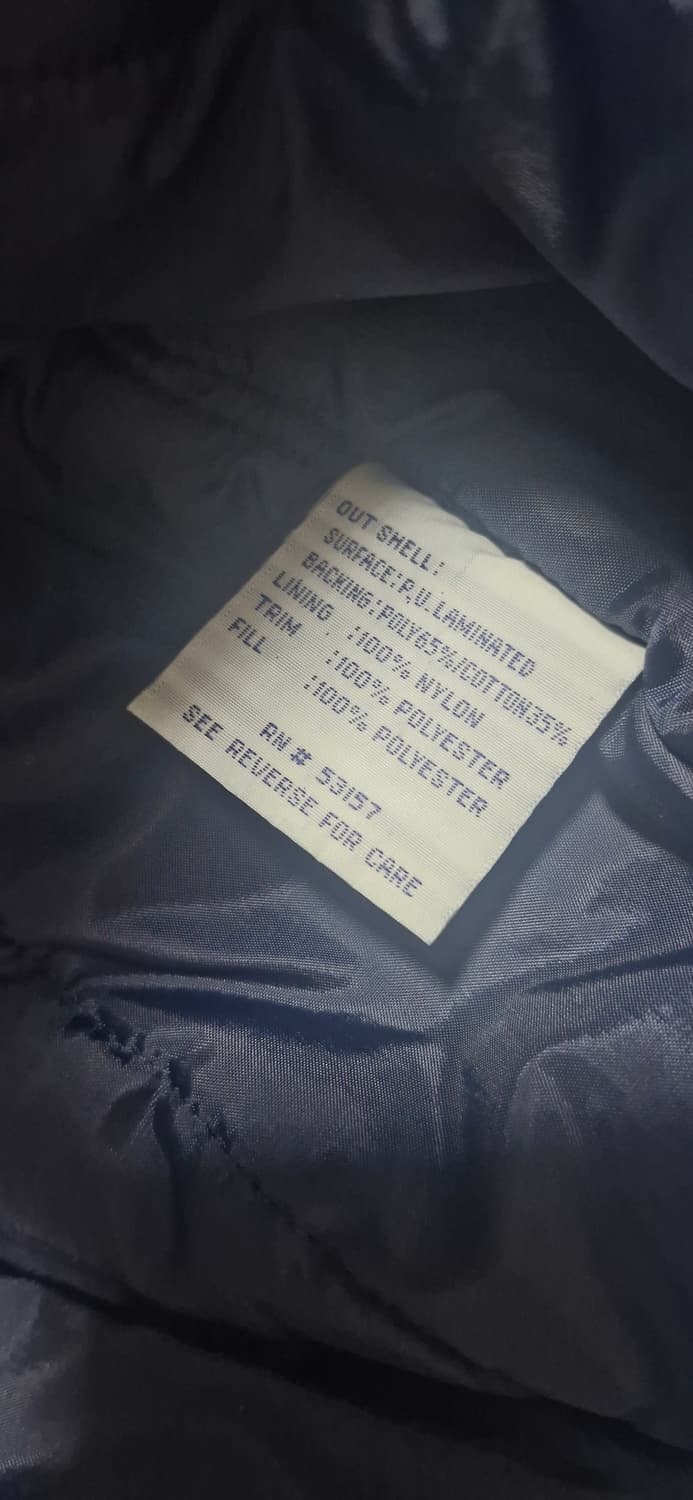 OUT SHELL:
SURFACE:P.U.LAMINATED
BACKING:POLY65%/COTTON35%
LINING :100% NYLON
TRIM :100% POLYESTER
FILL :100% POLYESTER
RN # 53157
SEE REVERSE FOR CARE